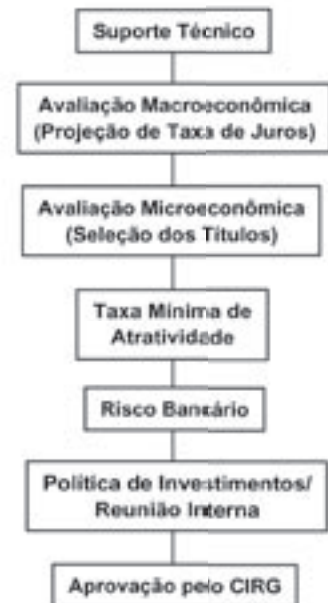 Suporte Técnico
Avaliação Macroeconômica
(Projeção de Taxa de Juros)
Avaliação Microeconômica
(Seleção dos Títulos)
Taxa Mínima de
Atratividade
Risco Bancário
Política de Investimentos/
Reunião Interna
Aprovação pelo CIRG